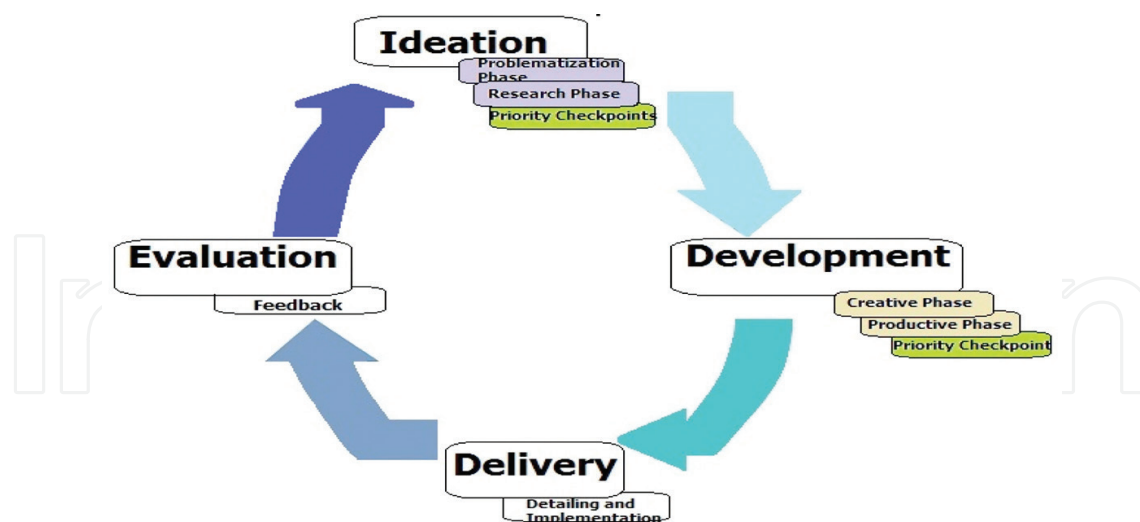 Ideation
Problematization
Phase
Research Phase
Priority Checkpoints
Evaluation
Feedback
Development
Creative Phase
Productive Phase
Priority Checkpoint
Delivery
Detailing and
Implementation